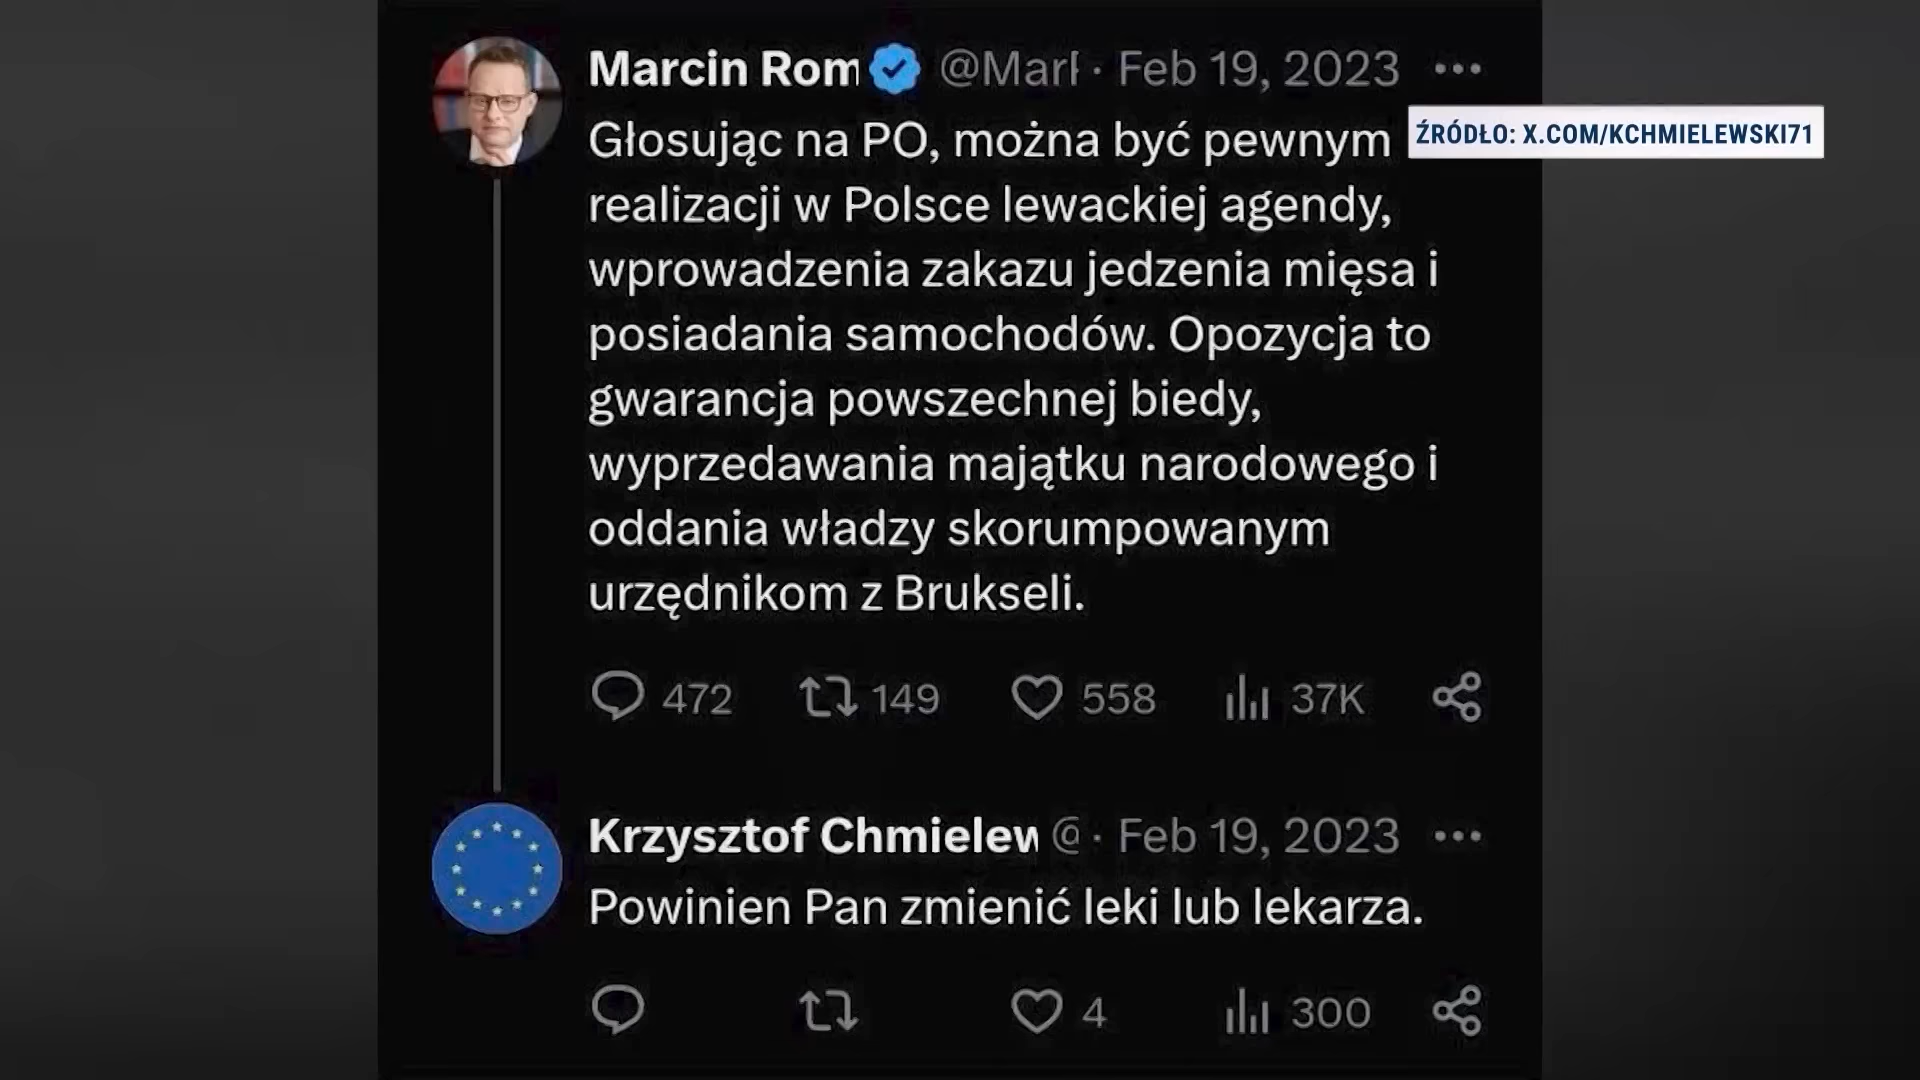 Marcin Rom @Mar · Feb 19, 2023
ŹRÓDŁO: X.COM/KCHMIELEWSKI71
Głosując na PO, można być pewnym
realizacji w Polsce lewackiej agendy,
wprowadzenia zakazu jedzenia mięsa i
posiadania samochodów. Opozycja to
gwarancja powszechnej biedy,
wyprzedawania majątku narodowego i
oddania władzy skorumpowanym
urzędnikom z Brukseli.
472 149 558 37K
Krzysztof Chmielew @ · Feb 19, 2023
Powinien Pan zmienić leki lub lekarza.
4 300